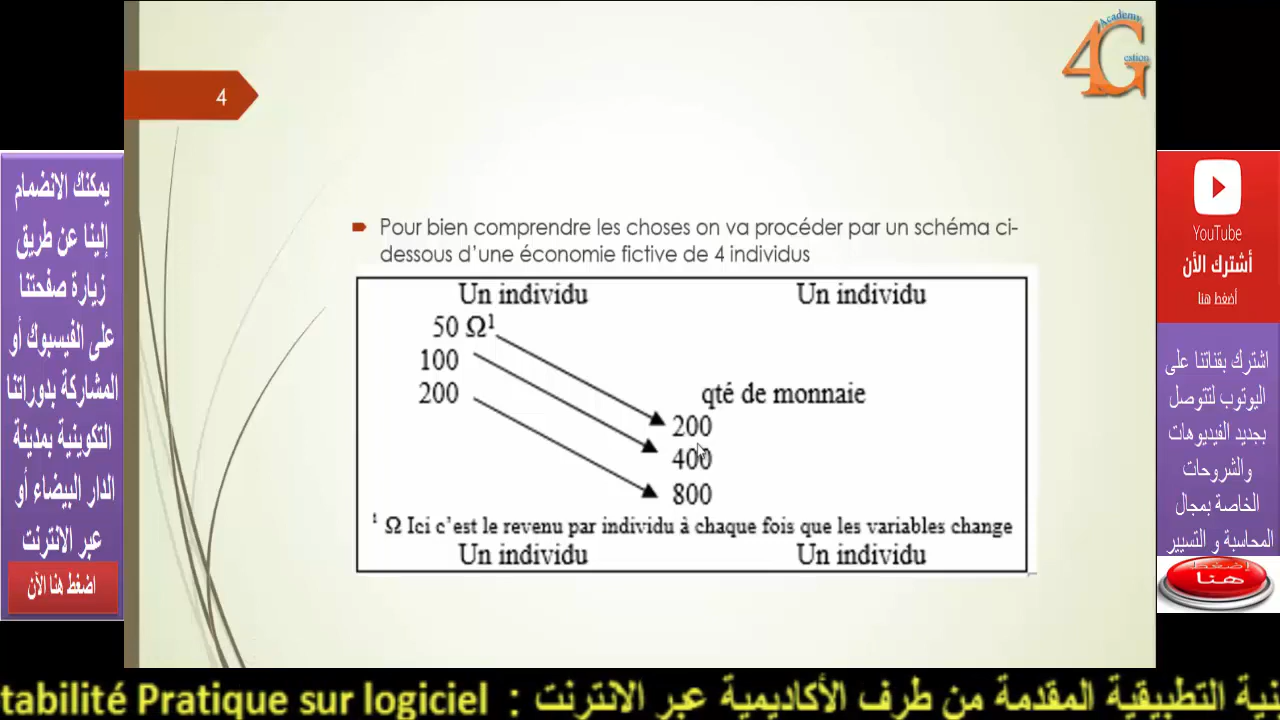 Academy
4G
estion
4
يمكنك الانضمام
إلينا عن طريق
زيارة صفحتنا
على الفيسبوك أو
المشاركة بدوراتنا
التكوينية بمدينة
الدار البيضاء أو
عبر الانترنت
اضغط هنا الآن
Pour bien comprendre les choses on va procéder par un schéma ci-
dessous d’une économie fictive de 4 individus
Un individu Un individu
50 Ω¹
100
200 qté de monnaie
200
400
800
¹ Ω Ici c’est le revenu par individu à chaque fois que les variables change
Un individu Un individu
YouTube
أشترك الأن
أضغط هنا
اشترك بقناتنا على
اليوتوب لتتوصل
بجديد الفيديوهات
والشروحات
الخاصة بمجال
المحاسبة و التسيير
إضغط
هنا
tabilité Pratique sur logiciel : نية التطبيقية المقدمة من طرف الأكاديمية عبر الانترنت